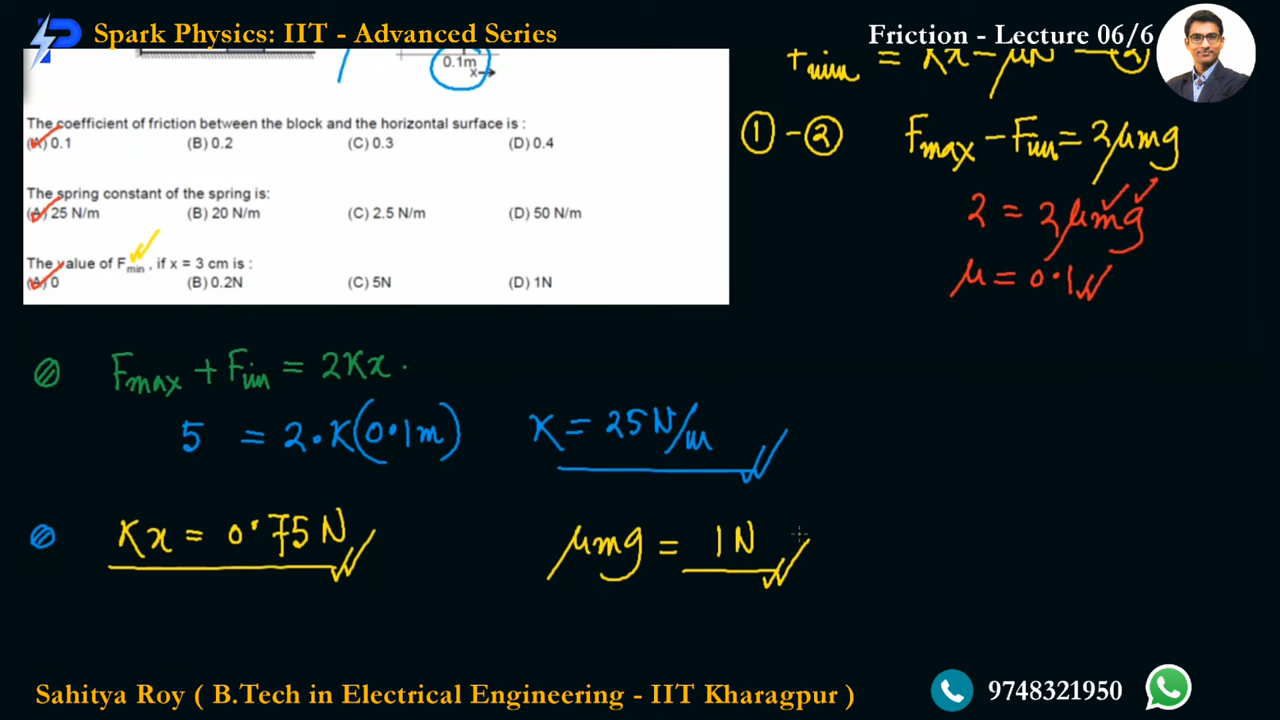 Spark Physics: IIT - Advanced Series
Friction - Lecture 06/6
0.1m
x
The coefficient of friction between the block and the horizontal surface is :
(A) 0.1 (B) 0.2 (C) 0.3 (D) 0.4
The spring constant of the spring is:
(A) 25 N/m (B) 20 N/m (C) 2.5 N/m (D) 50 N/m
The value of Fmin, if x = 3 cm is :
(A) 0 (B) 0.2N (C) 5N (D) 1N
Fmin = Kx - μN - 2
1 - 2 Fmax - Fmin = 2μmg
2 = 2μmg
μ = 0.1
Fmax + Fmin = 2Kx.
5 = 2.K(0.1m) K = 25N/m
Kx = 0.75N μmg = 1N
Sahitya Roy ( B.Tech in Electrical Engineering - IIT Kharagpur )
9748321950